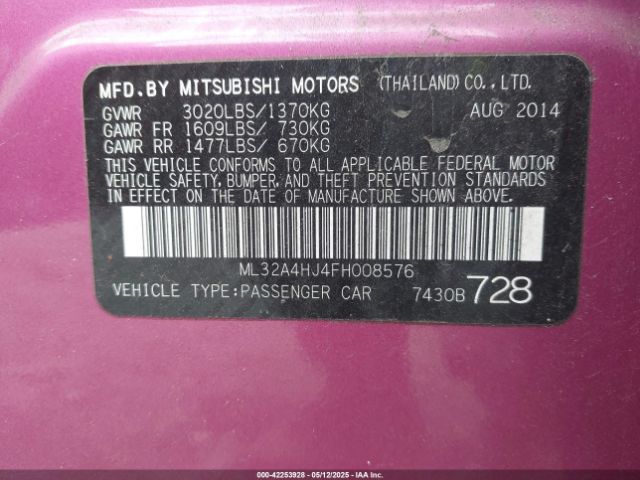 MFD.BY MITSUBISHI MOTORS (THAILAND)CO.,LTD.
GVWR 3020LBS/1370KG AUG 2014
GAWR FR 1609LBS/ 730KG
GAWR RR 1477LBS/ 670KG
THIS VEHICLE CONFORMS TO ALL APPLICABLE FEDERAL MOTOR
VEHICLE SAFETY, BUMPER, AND THEFT PREVENTION STANDARDS
IN EFFECT ON THE DATE OF MANUFACTURE SHOWN ABOVE.
ML32A4HJ4FH008576
VEHICLE TYPE:PASSENGER CAR 7430B 728
000-42253928 - 05/12/2025 - IAAI.COM